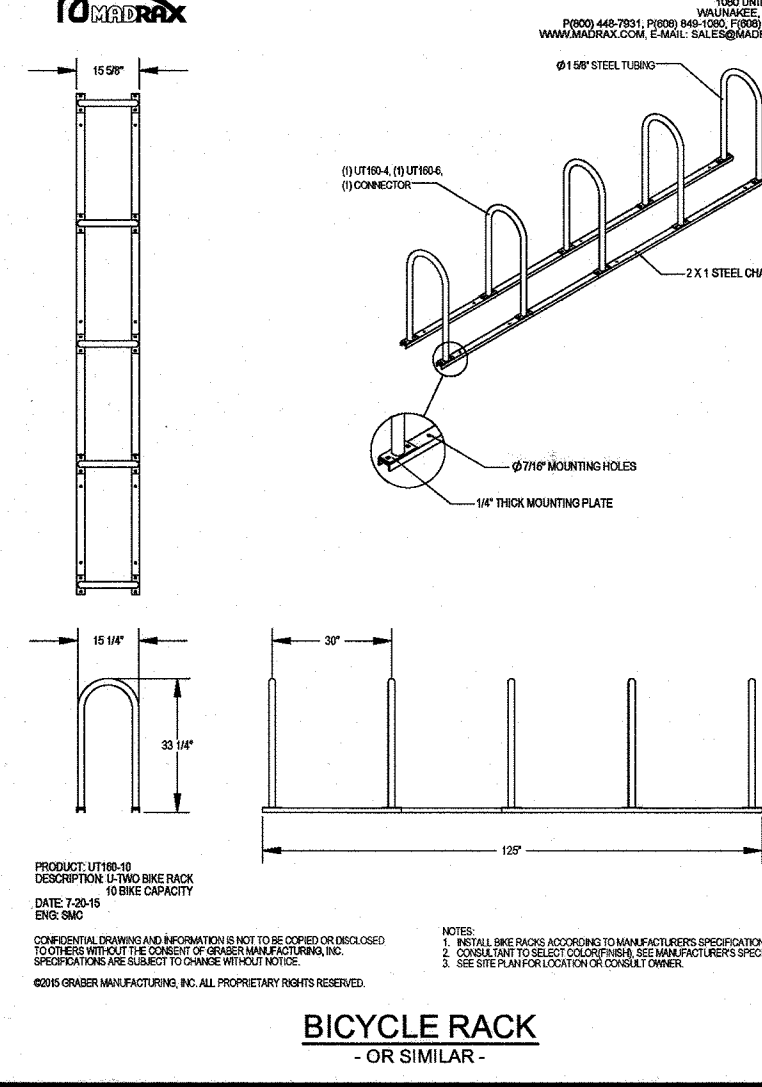 MADRAX
1080 UNI
WAUNAKEE,
P(800) 448-7931, P(608) 849-1080, F(608)
WWW.MADRAX.COM, E-MAIL: SALES@MADR
15 5/8"
Ø1 5/8" STEEL TUBING
(1) UT160-4, (1) UT160-6,
(1) CONNECTOR
2 X 1 STEEL CHA
Ø7/16" MOUNTING HOLES
1/4" THICK MOUNTING PLATE
15 1/4"
30"
33 1/4"
125"
PRODUCT: UT160-10
DESCRIPTION: U-TWO BIKE RACK
10 BIKE CAPACITY
DATE: 7-20-15
ENG: SMC
CONFIDENTIAL DRAWING AND INFORMATION IS NOT TO BE COPIED OR DISCLOSED
TO OTHERS WITHOUT THE CONSENT OF GRABER MANUFACTURING, INC.
SPECIFICATIONS ARE SUBJECT TO CHANGE WITHOUT NOTICE.
©2015 GRABER MANUFACTURING, INC. ALL PROPRIETARY RIGHTS RESERVED.
NOTES:
1. INSTALL BIKE RACKS ACCORDING TO MANUFACTURER'S SPECIFICATION
2. CONSULTANT TO SELECT COLOR(FINISH), SEE MANUFACTURER'S SPEC
3. SEE SITE PLAN FOR LOCATION OR CONSULT OWNER.
BICYCLE RACK
- OR SIMILAR -